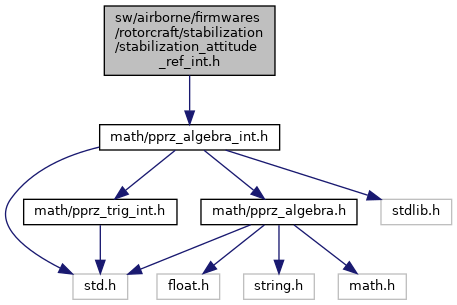 sw/airborne/firmwares
/rotorcraft/stabilization
/stabilization_attitude
_ref_int.h
math/pprz_algebra_int.h
math/pprz_trig_int.h
math/pprz_algebra.h
stdlib.h
std.h
float.h
string.h
math.h